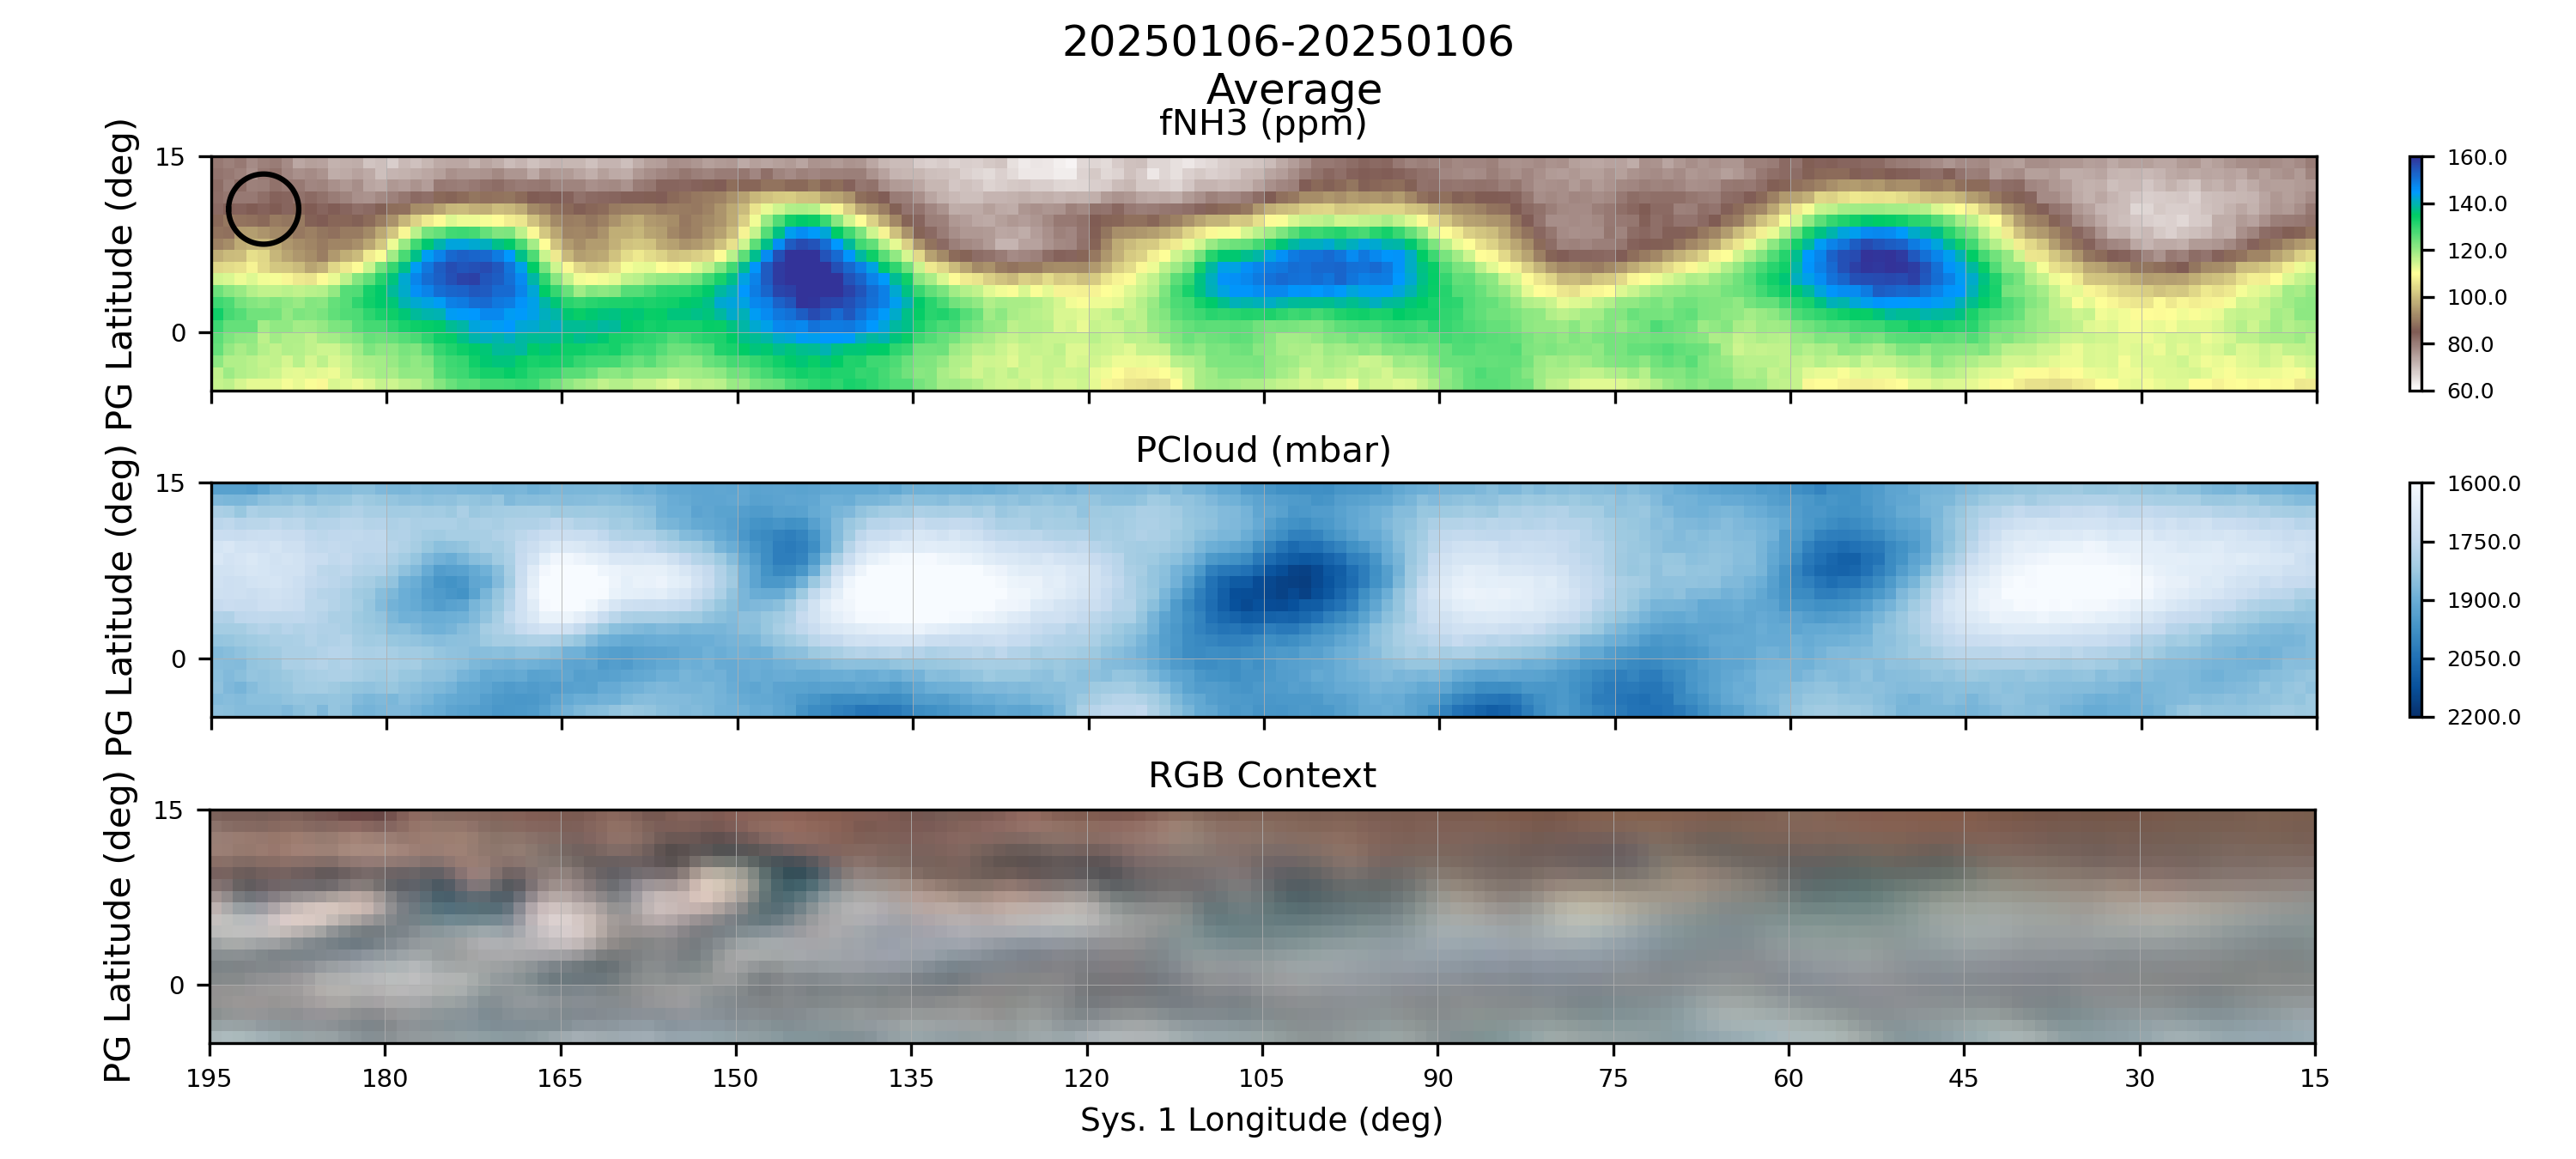 20250106-20250106
Average
fNH3 (ppm)
PG Latitude (deg)
15
0
160.0
140.0
120.0
100.0
80.0
60.0
PCloud (mbar)
PG Latitude (deg)
15
0
1600.0
1750.0
1900.0
2050.0
2200.0
RGB Context
PG Latitude (deg)
15
0
195 180 165 150 135 120 105 90 75 60 45 30 15
Sys. 1 Longitude (deg)